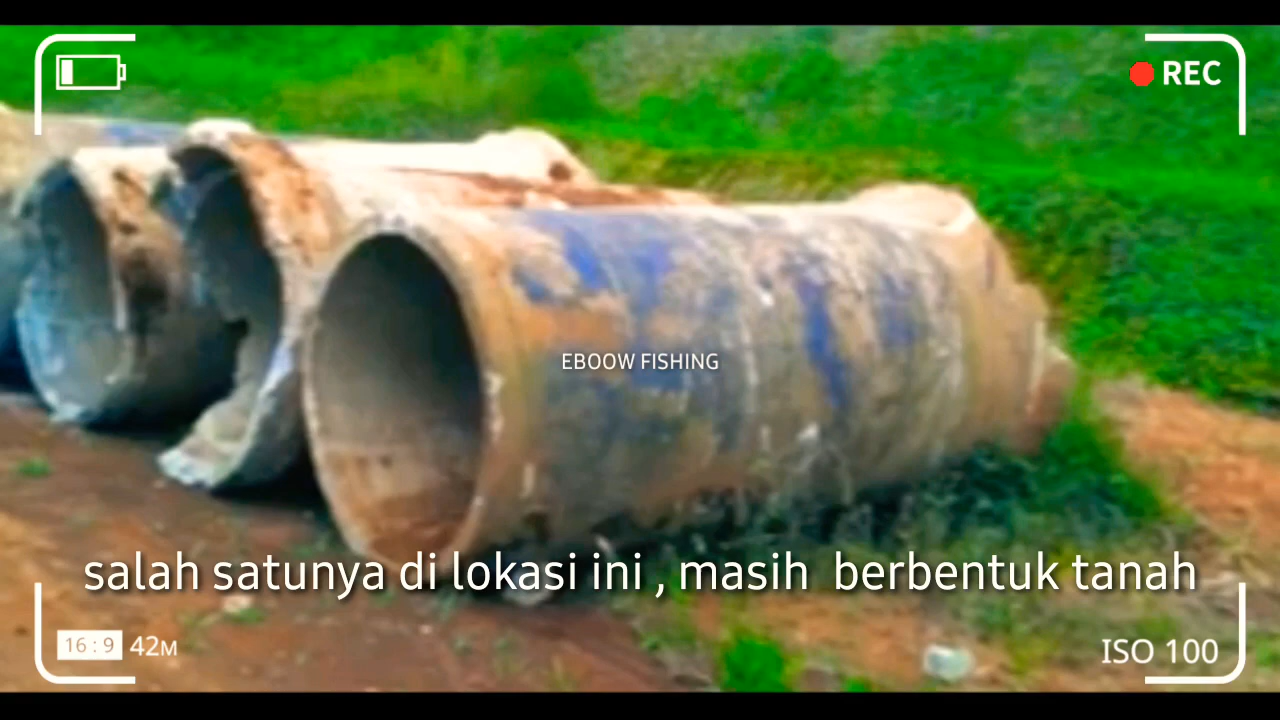 REC
EBOOW FISHING
salah satunya di lokasi ini , masih berbentuk tanah
16 : 9 42M
ISO 100